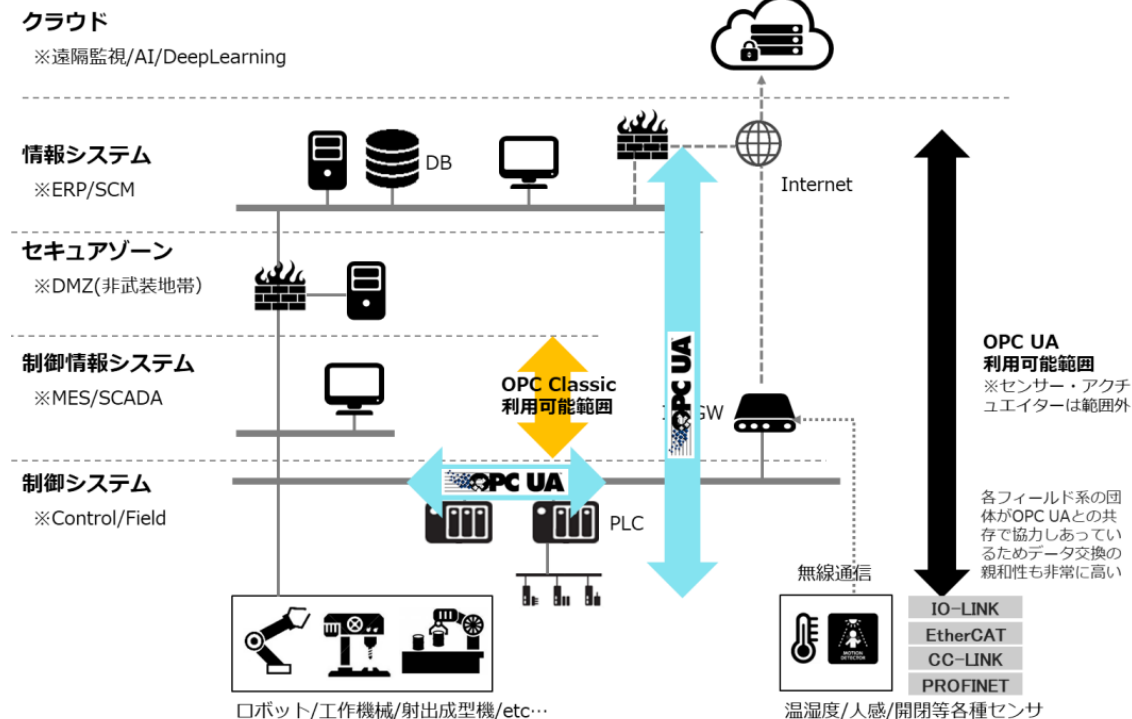 クラウド
※遠隔監視/AI/DeepLearning
情報システム
※ERP/SCM
DB
Internet
セキュアゾーン
※DMZ(非武装地帯)
制御情報システム
※MES/SCADA
OPC Classic
利用可能範囲
OPC UA
GW
OPC UA
利用可能範囲
※センサー・アクチ
ュエイターは範囲外
制御システム
※Control/Field
OPC UA
PLC
各フィールド系の団
体がOPC UAとの共
存で協力しあってい
るためデータ交換の
親和性も非常に高い
無線通信
MOTION
DETECTOR
IO-LINK
EtherCAT
CC-LINK
PROFINET
ロボット/工作機械/射出成型機/etc…
温湿度/人感/開閉等各種センサ